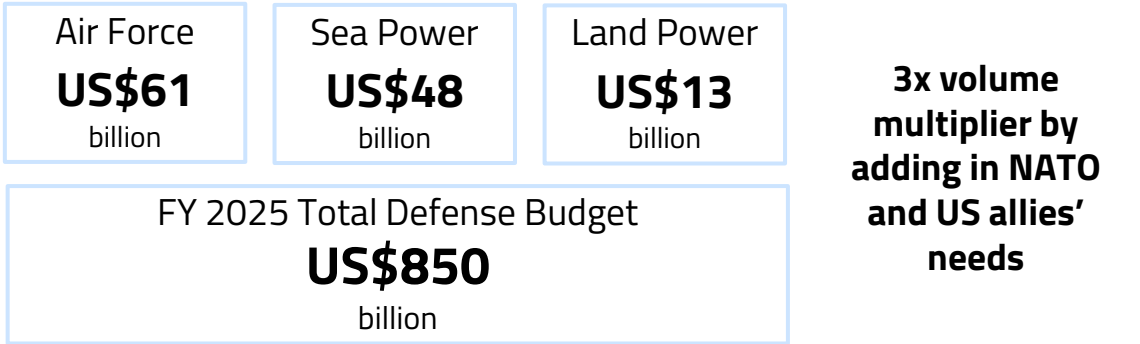 Air Force
US$61
billion
Sea Power
US$48
billion
Land Power
US$13
billion
3x volume
multiplier by
adding in NATO
and US allies’
needs
FY 2025 Total Defense Budget
US$850
billion